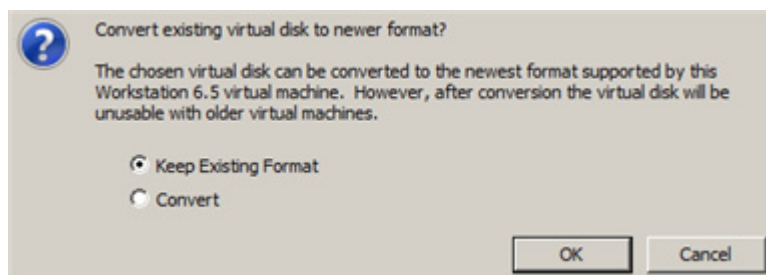 Convert existing virtual disk to newer format?
The chosen virtual disk can be converted to the newest format supported by this
Workstation 6.5 virtual machine.  However, after conversion the virtual disk will be
unusable with older virtual machines.
Keep Existing Format
Convert
OK
Cancel